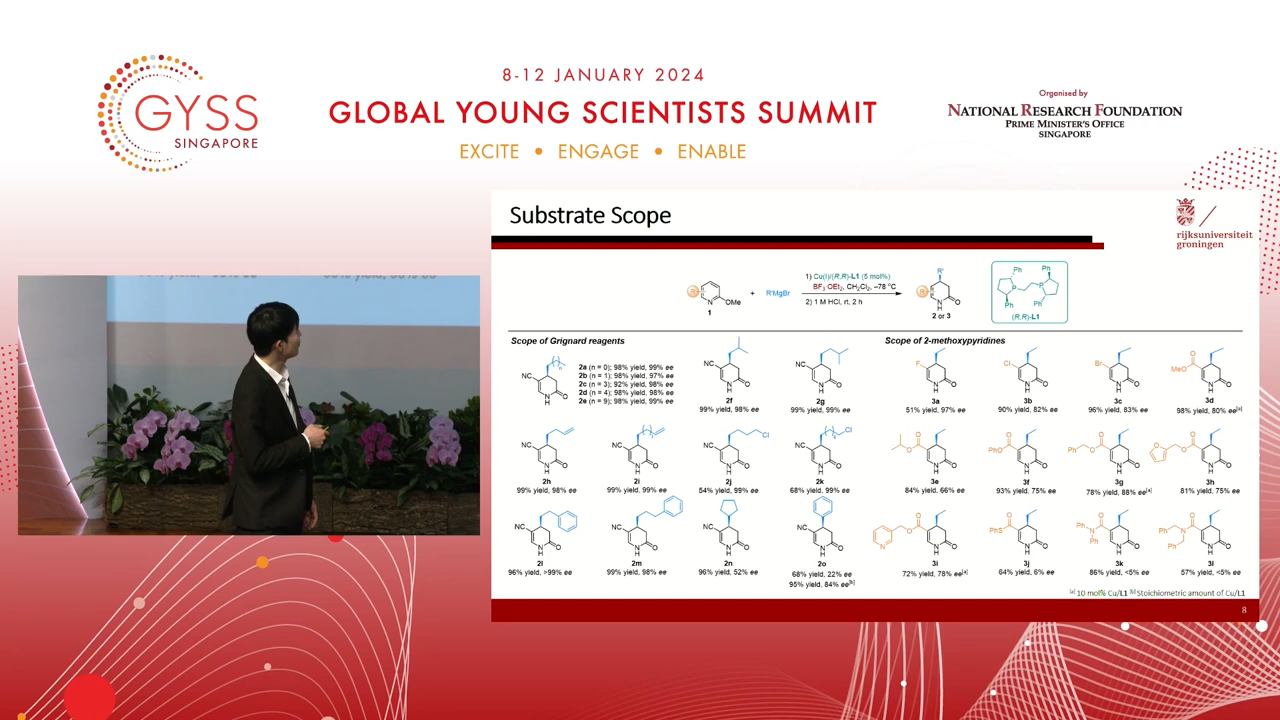 8-12 JANUARY 2024
GLOBAL YOUNG SCIENTISTS SUMMIT
EXCITE • ENGAGE • ENABLE
GYSS
SINGAPORE
Organised by
NATIONAL RESEARCH FOUNDATION
PRIME MINISTER'S OFFICE
SINGAPORE
Substrate Scope
rijksuniversiteit
groningen
1
+
R'MgBr
1) Cu(I)/(R,R)-L1 (5 mol%)
BF3·OEt2, CH2Cl2, –78 °C
2) 1 M HCl, rt, 2 h
2 or 3
(R,R)-L1
Scope of Grignard reagents
Scope of 2-methoxypyridines
2a (n = 0); 98% yield, 99% ee
2b (n = 1); 98% yield, 97% ee
2c (n = 3); 92% yield, 98% ee
2d (n = 4); 98% yield, 98% ee
2e (n = 9); 98% yield, 99% ee
2f
99% yield, 98% ee
2g
99% yield, 99% ee
3a
51% yield, 97% ee
3b
90% yield, 82% ee
3c
96% yield, 83% ee
3d
98% yield, 80% ee[a]
2h
99% yield, 98% ee
2i
99% yield, 99% ee
2j
54% yield, 99% ee
2k
68% yield, 99% ee
3e
84% yield, 66% ee
3f
93% yield, 75% ee
3g
78% yield, 88% ee[a]
3h
81% yield, 75% ee
2l
96% yield, >99% ee
2m
99% yield, 98% ee
2n
96% yield, 52% ee
2o
68% yield, 22% ee
95% yield, 84% ee[b]
3i
72% yield, 78% ee[a]
3j
64% yield, 6% ee
3k
86% yield, <5% ee
3l
57% yield, <5% ee
[a] 10 mol% Cu/L1 [b] Stoichiometric amount of Cu/L1
8